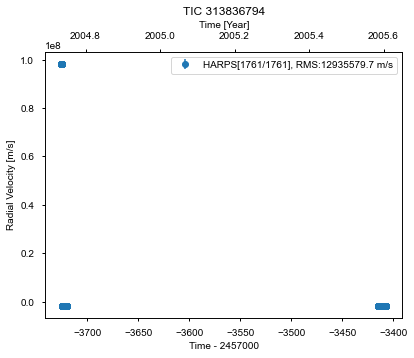 TIC 313836794
Time [Year]
2004.8 2005.0 2005.2 2005.4 2005.6
1e8
HARPS[1761/1761], RMS:12935579.7 m/s
1.0
0.8
0.6
0.4
0.2
0.0
Radial Velocity [m/s]
−3700 −3650 −3600 −3550 −3500 −3450 −3400
Time - 2457000